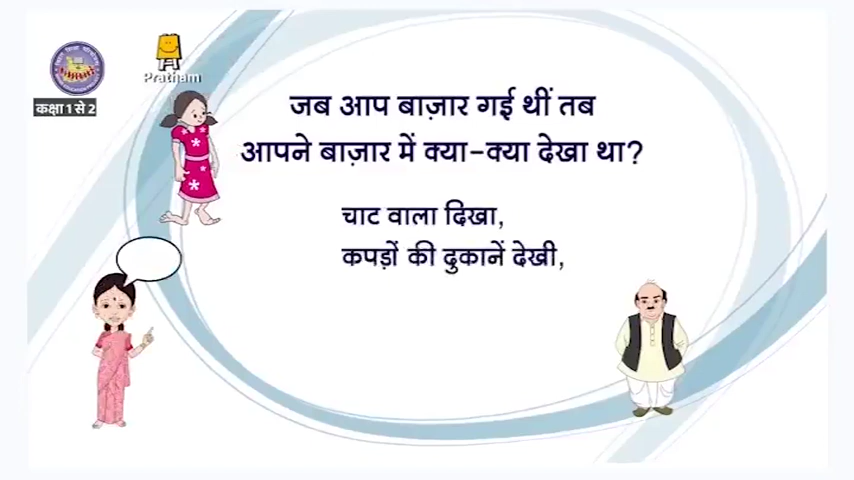 Pratham
कक्षा 1 से 2
जब आप बाज़ार गई थीं तब
आपने बाज़ार में क्या-क्या देखा था?
चाट वाला दिखा,
कपड़ों की दुकानें देखी,